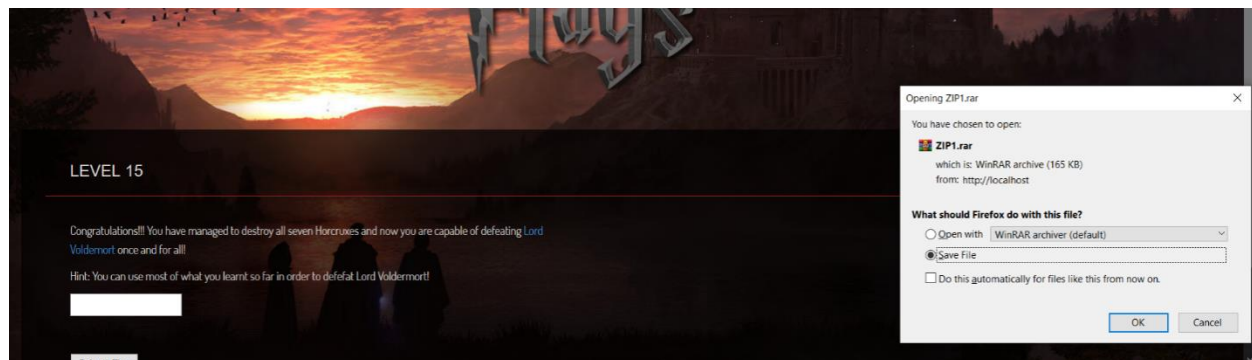 Flags
LEVEL 15
Congratulations!!! You have managed to destroy all seven Horcruxes and now you are capable of defeating Lord
Voldemort once and for all!
Hint: You can use most of what you learnt so far in order to defefat Lord Voldermort!
Opening ZIP1.rar
You have chosen to open:
ZIP1.rar
which is: WinRAR archive (165 KB)
from: http://localhost
What should Firefox do with this file?
Open with WinRAR archiver (default)
Save File
Do this automatically for files like this from now on.
OK Cancel